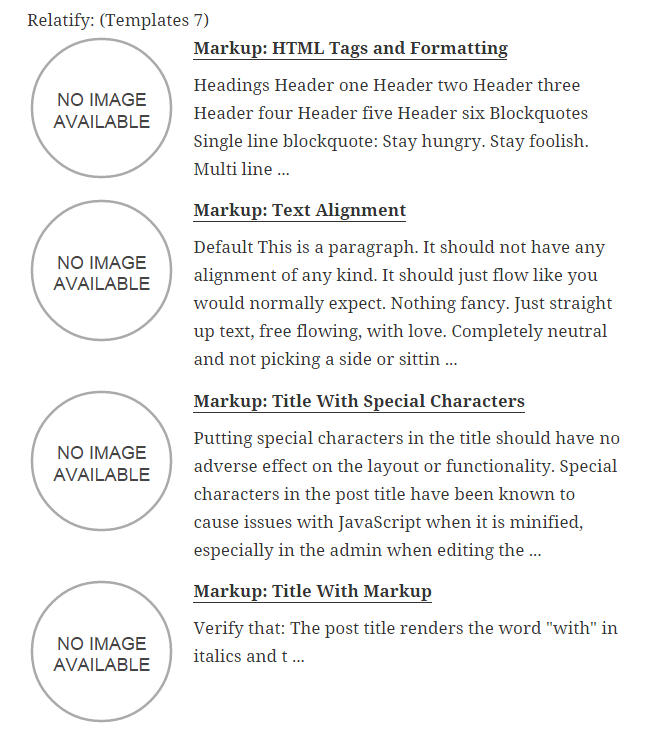 Relatify: (Templates 7)
NO IMAGE
AVAILABLE
Markup: HTML Tags and Formatting
Headings Header one Header two Header three
Header four Header five Header six Blockquotes
Single line blockquote: Stay hungry. Stay foolish.
Multi line ...
NO IMAGE
AVAILABLE
Markup: Text Alignment
Default This is a paragraph. It should not have any
alignment of any kind. It should just flow like you
would normally expect. Nothing fancy. Just straight
up text, free flowing, with love. Completely neutral
and not picking a side or sittin ...
NO IMAGE
AVAILABLE
Markup: Title With Special Characters
Putting special characters in the title should have no
adverse effect on the layout or functionality. Special
characters in the post title have been known to
cause issues with JavaScript when it is minified,
especially in the admin when editing the ...
NO IMAGE
AVAILABLE
Markup: Title With Markup
Verify that: The post title renders the word "with" in
italics and t ...